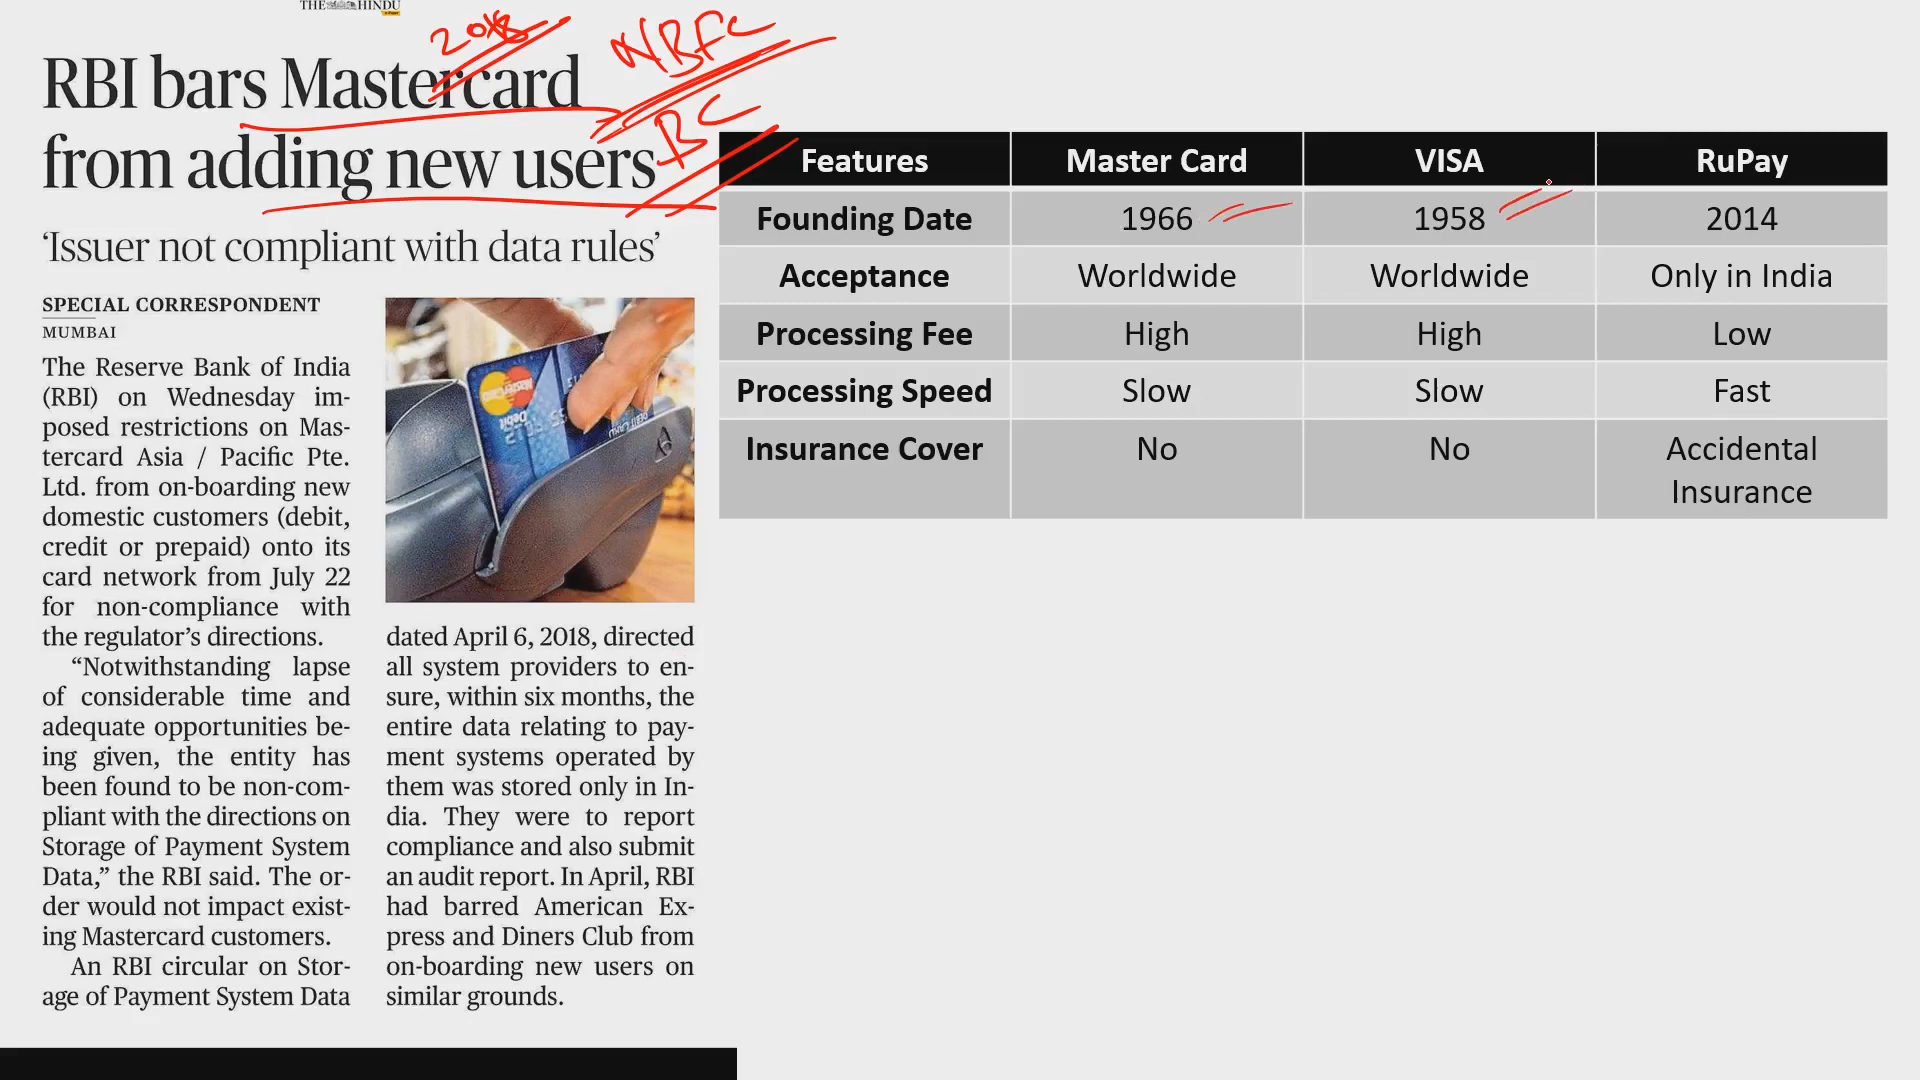 THE HINDU
2018
NBFC
RBI bars Mastercard
BC
from adding new users
‘Issuer not compliant with data rules’
SPECIAL CORRESPONDENT
MUMBAI
The Reserve Bank of India
(RBI) on Wednesday im-
posed restrictions on Mas-
tercard Asia / Pacific Pte.
Ltd. from on-boarding new
domestic customers (debit,
credit or prepaid) onto its
card network from July 22
for non-compliance with
the regulator’s directions.
“Notwithstanding lapse
of considerable time and
adequate opportunities be-
ing given, the entity has
been found to be non-com-
pliant with the directions on
Storage of Payment System
Data,” the RBI said. The or-
der would not impact exist-
ing Mastercard customers.
An RBI circular on Stor-
age of Payment System Data
dated April 6, 2018, directed
all system providers to en-
sure, within six months, the
entire data relating to pay-
ment systems operated by
them was stored only in In-
dia. They were to report
compliance and also submit
an audit report. In April, RBI
had barred American Ex-
press and Diners Club from
on-boarding new users on
similar grounds.
Features Master Card VISA RuPay
Founding Date 1966 1958 2014
Acceptance Worldwide Worldwide Only in India
Processing Fee High High Low
Processing Speed Slow Slow Fast
Insurance Cover No No Accidental
Insurance